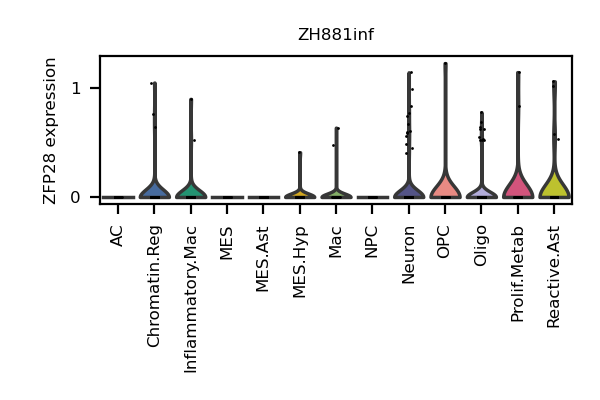 ZH881inf
ZFP28 expression
1
0
AC
Chromatin.Reg
Inflammatory.Mac
MES
MES.Ast
MES.Hyp
Mac
NPC
Neuron
OPC
Oligo
Prolif.Metab
Reactive.Ast